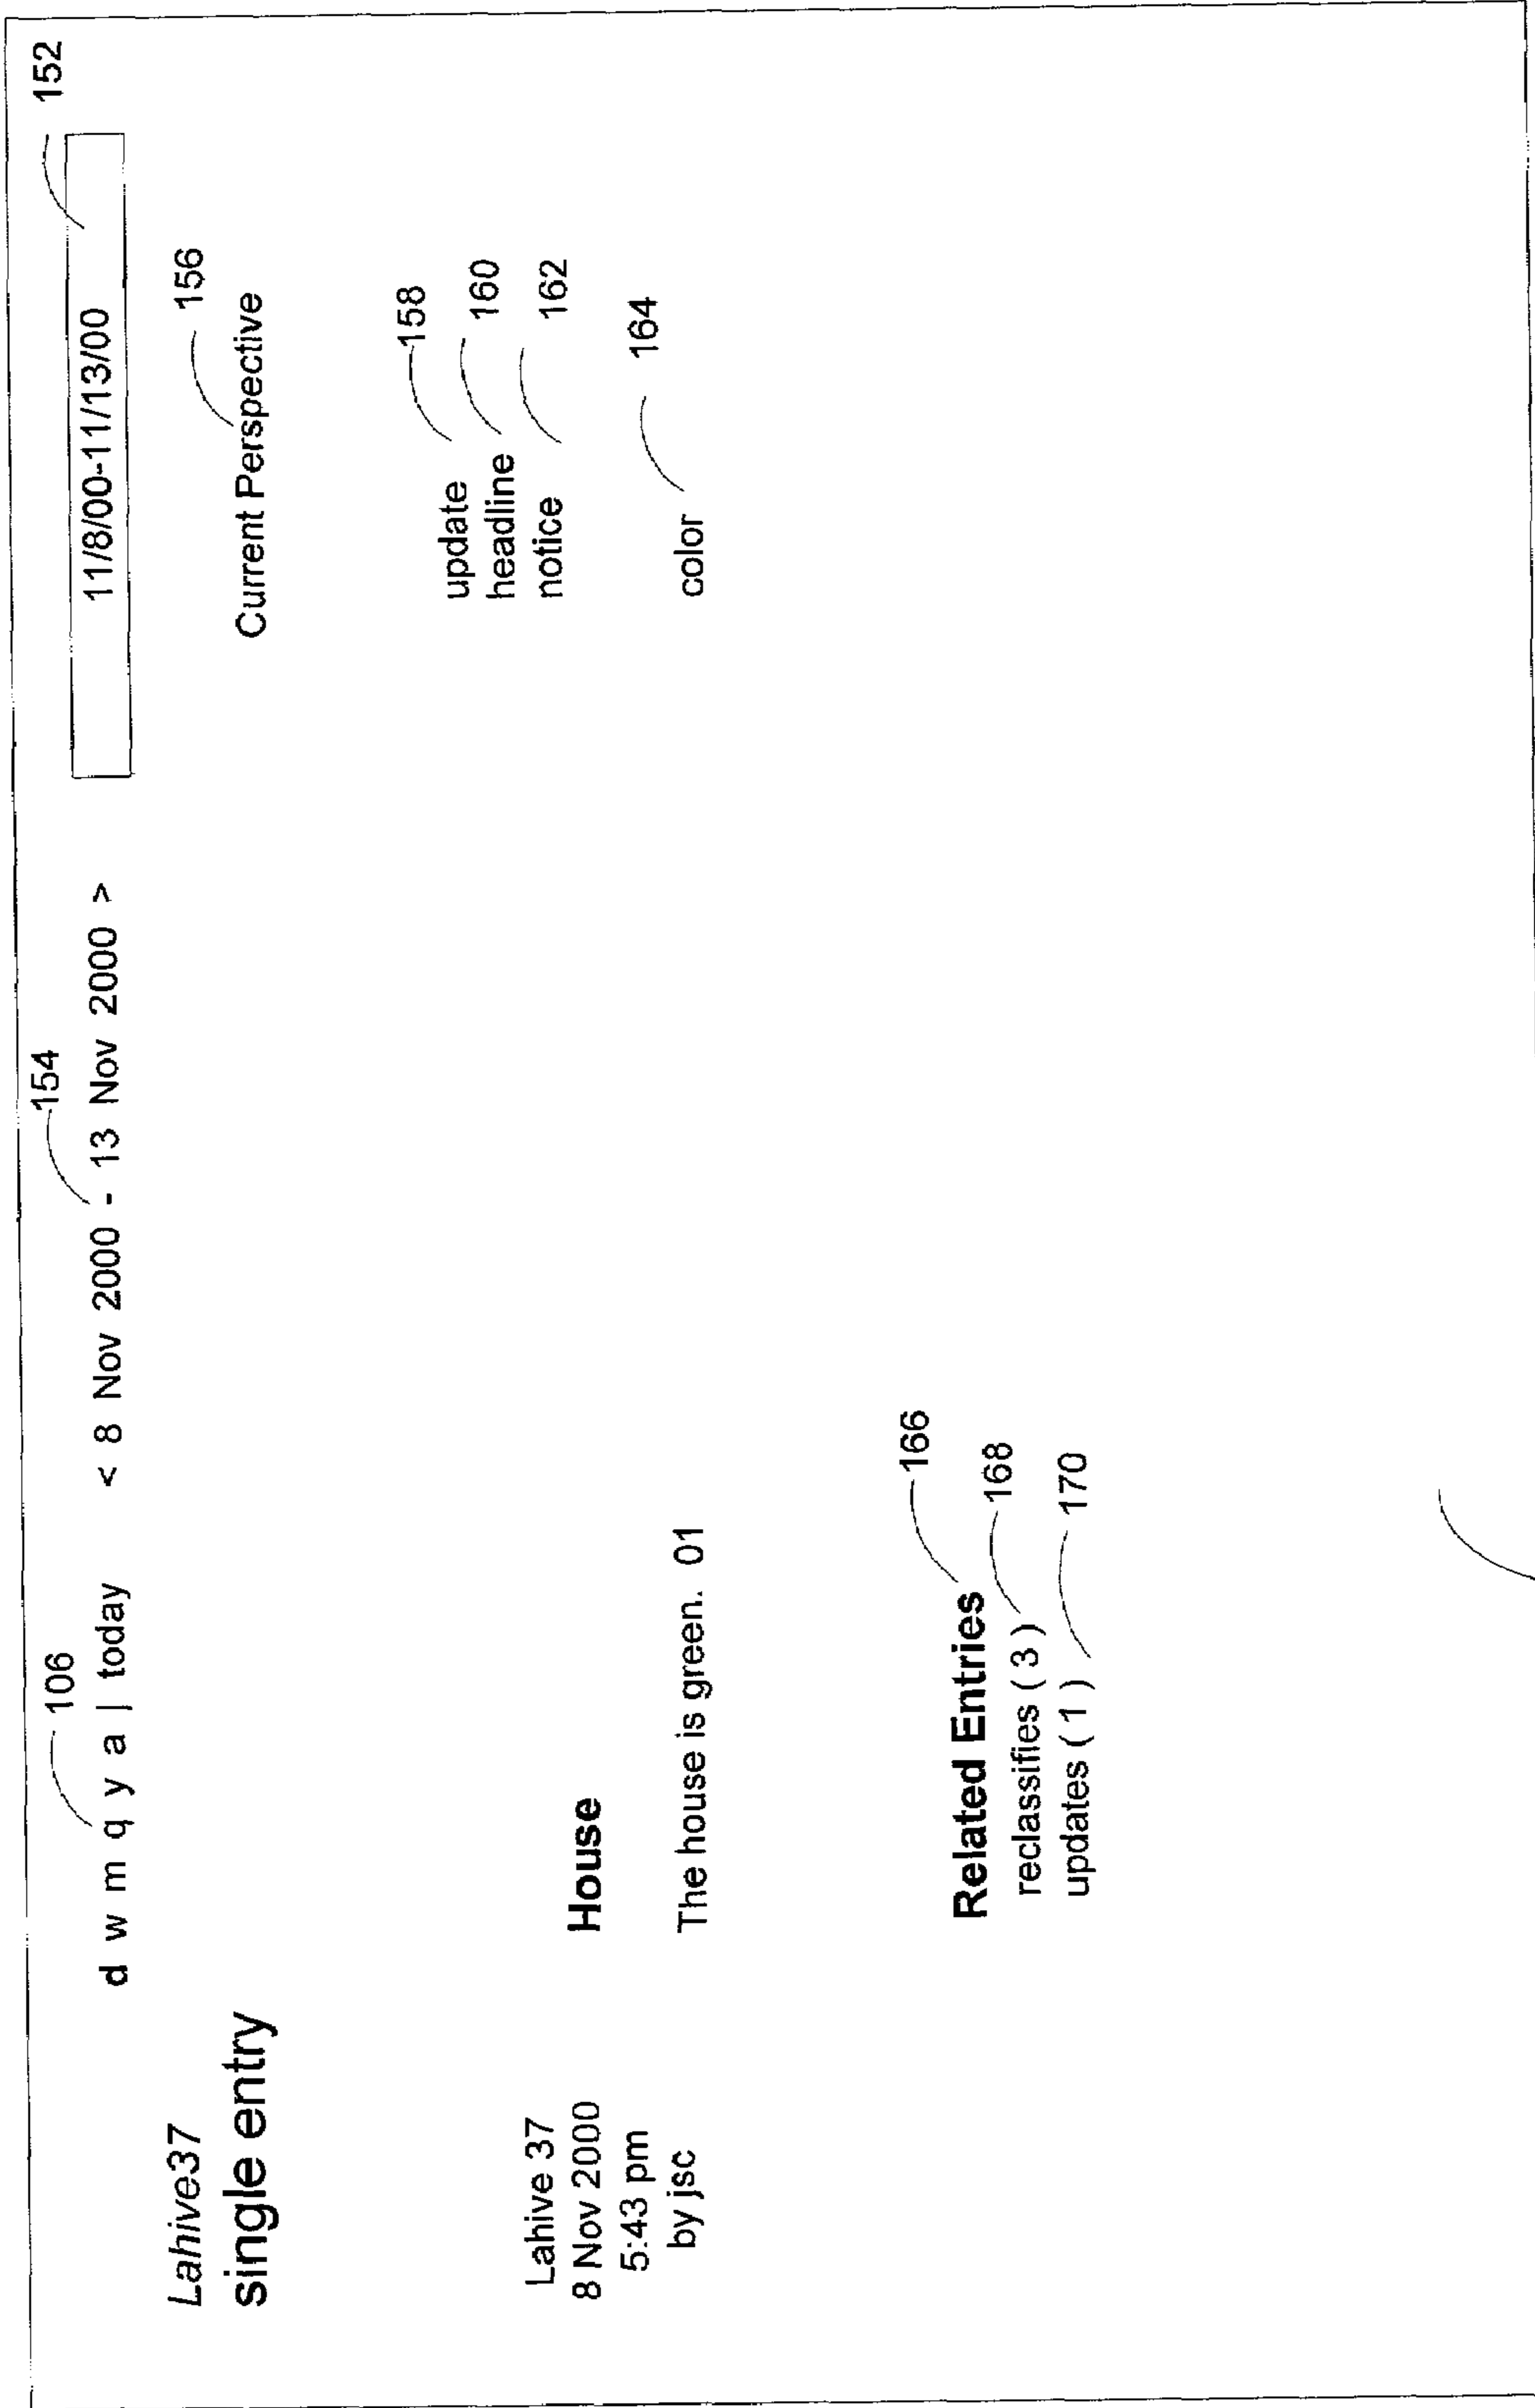 106
154
152
d w m q y a | today < 8 Nov 2000 - 13 Nov 2000 >
11/8/00-11/13/00
Lahive37
single entry
156
Current Perspective
158
update
160
headline
162
notice
164
color
Lahive 37
8 Nov 2000
5:43 pm
by jsc
House
The house is green. 01
166
Related Entries
168
reclassifies ( 3 )
170
updates ( 1 )